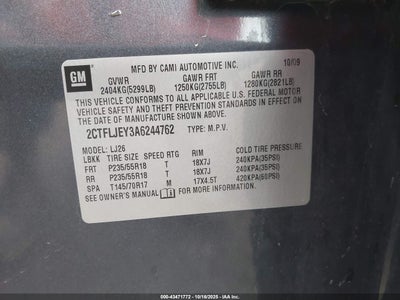 MFD BY CAMI AUTOMOTIVE INC. 10/09
GM GVWR GAWR FRT GAWR RR
2404KG(5299LB) 1250KG(2755LB) 1280KG(2821LB)
THIS VEHICLE CONFORMS TO ALL APPLICABLE U.S. FEDERAL MOTOR
VEHICLE SAFETY AND THEFT PREVENTION STANDARDS IN EFFECT ON
THE DATE OF MANUFACTURE SHOWN ABOVE.
2CTFLJEY3A6244762 TYPE: M.P.V.
MODEL: LJ26
LBKK TIRE SIZE SPEED RTG RIM COLD TIRE PRESSURE
FRT P235/55R18 T 18X7J 240KPA(35PSI)
RR P235/55R18 T 18X7J 240KPA(35PSI)
SPA T145/70R17 M 17X4.5T 420KPA(60PSI)
SEE OWNER'S MANUAL FOR ADDITIONAL INFORMATION.
000-43471772 - 10/18/2025 - IAAI.COM